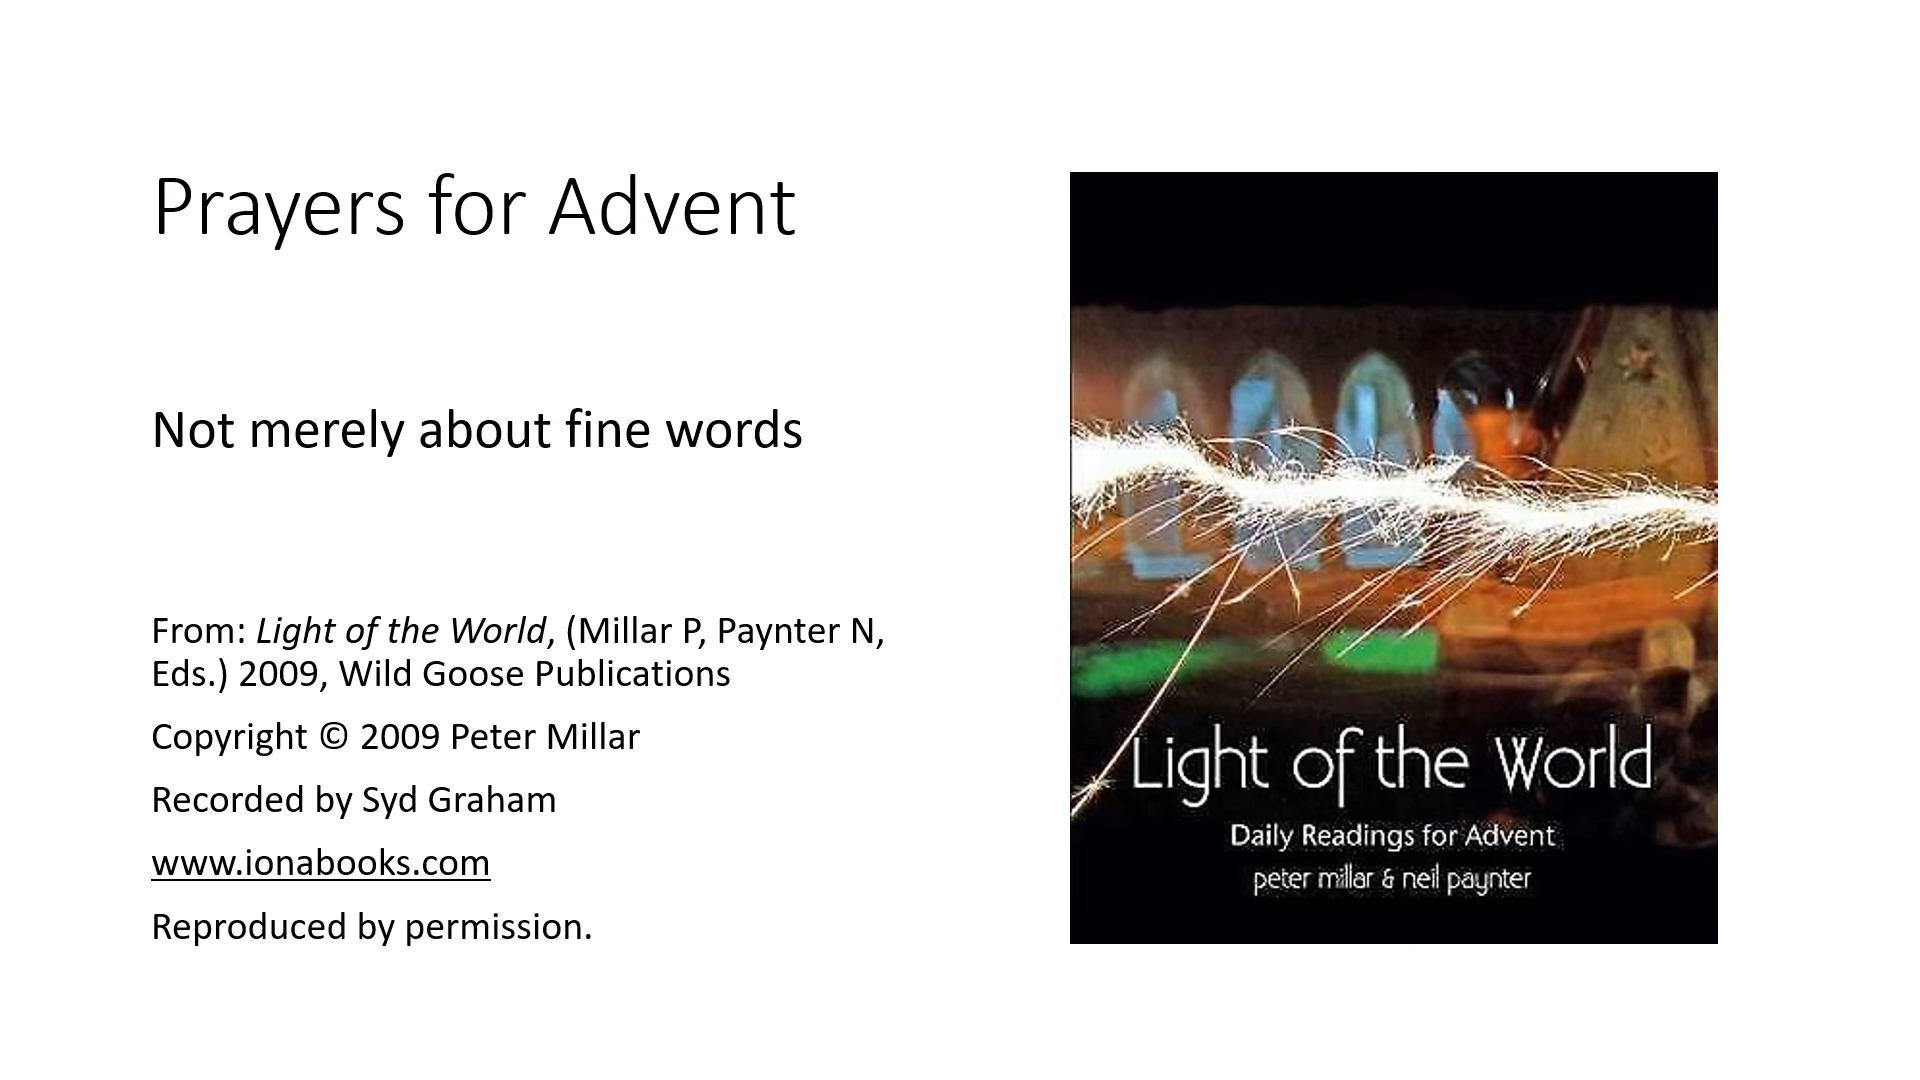 Prayers for Advent
Not merely about fine words
From: Light of the World, (Millar P, Paynter N,
Eds.) 2009, Wild Goose Publications
Copyright © 2009 Peter Millar
Recorded by Syd Graham
www.ionabooks.com
Reproduced by permission.
Light of the World
Daily Readings for Advent
peter millar & neil paynter